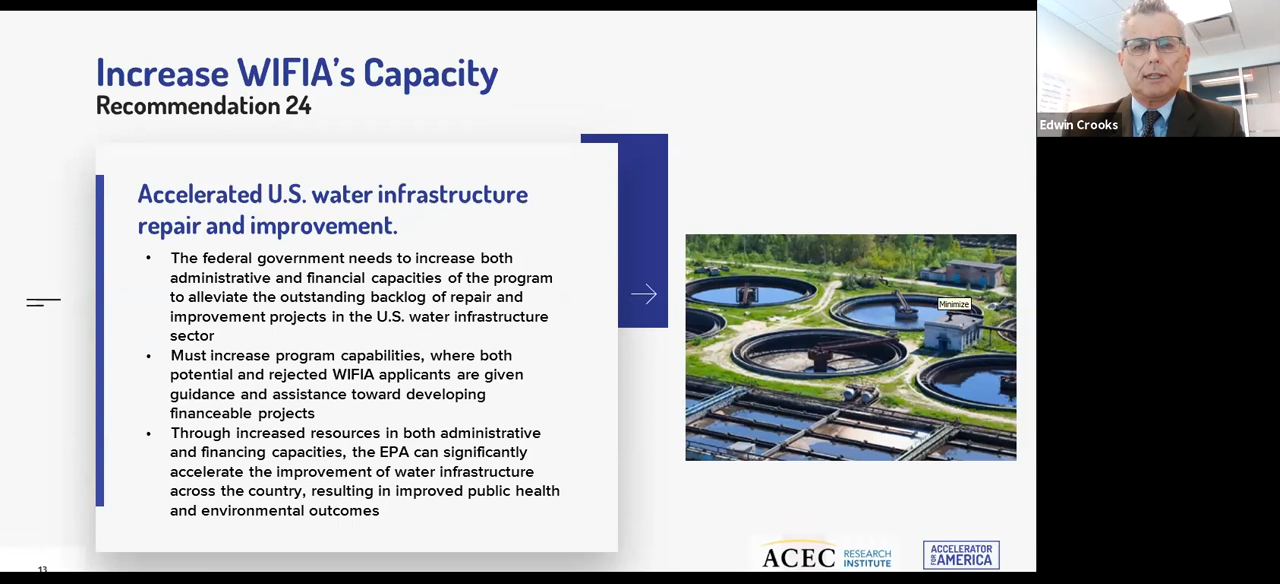 Increase WIFIA's Capacity
Recommendation 24
Accelerated U.S. water infrastructure
repair and improvement.
• The federal government needs to increase both
administrative and financial capacities of the program
to alleviate the outstanding backlog of repair and
improvement projects in the U.S. water infrastructure
sector
• Must increase program capabilities, where both
potential and rejected WIFIA applicants are given
guidance and assistance toward developing
financeable projects
• Through increased resources in both administrative
and financing capacities, the EPA can significantly
accelerate the improvement of water infrastructure
across the country, resulting in improved public health
and environmental outcomes
Minimize
Edwin Crooks
13
ACEC RESEARCH
INSTITUTE
ACCELERATOR
FOR AMERICA